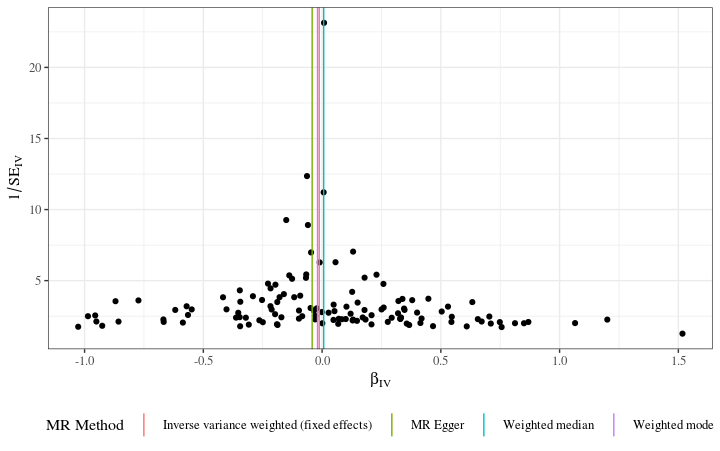 1/SE_IV
20
15
10
5
-1.0 -0.5 0.0 0.5 1.0 1.5
β_IV
MR Method Inverse variance weighted (fixed effects) MR Egger Weighted median Weighted mode